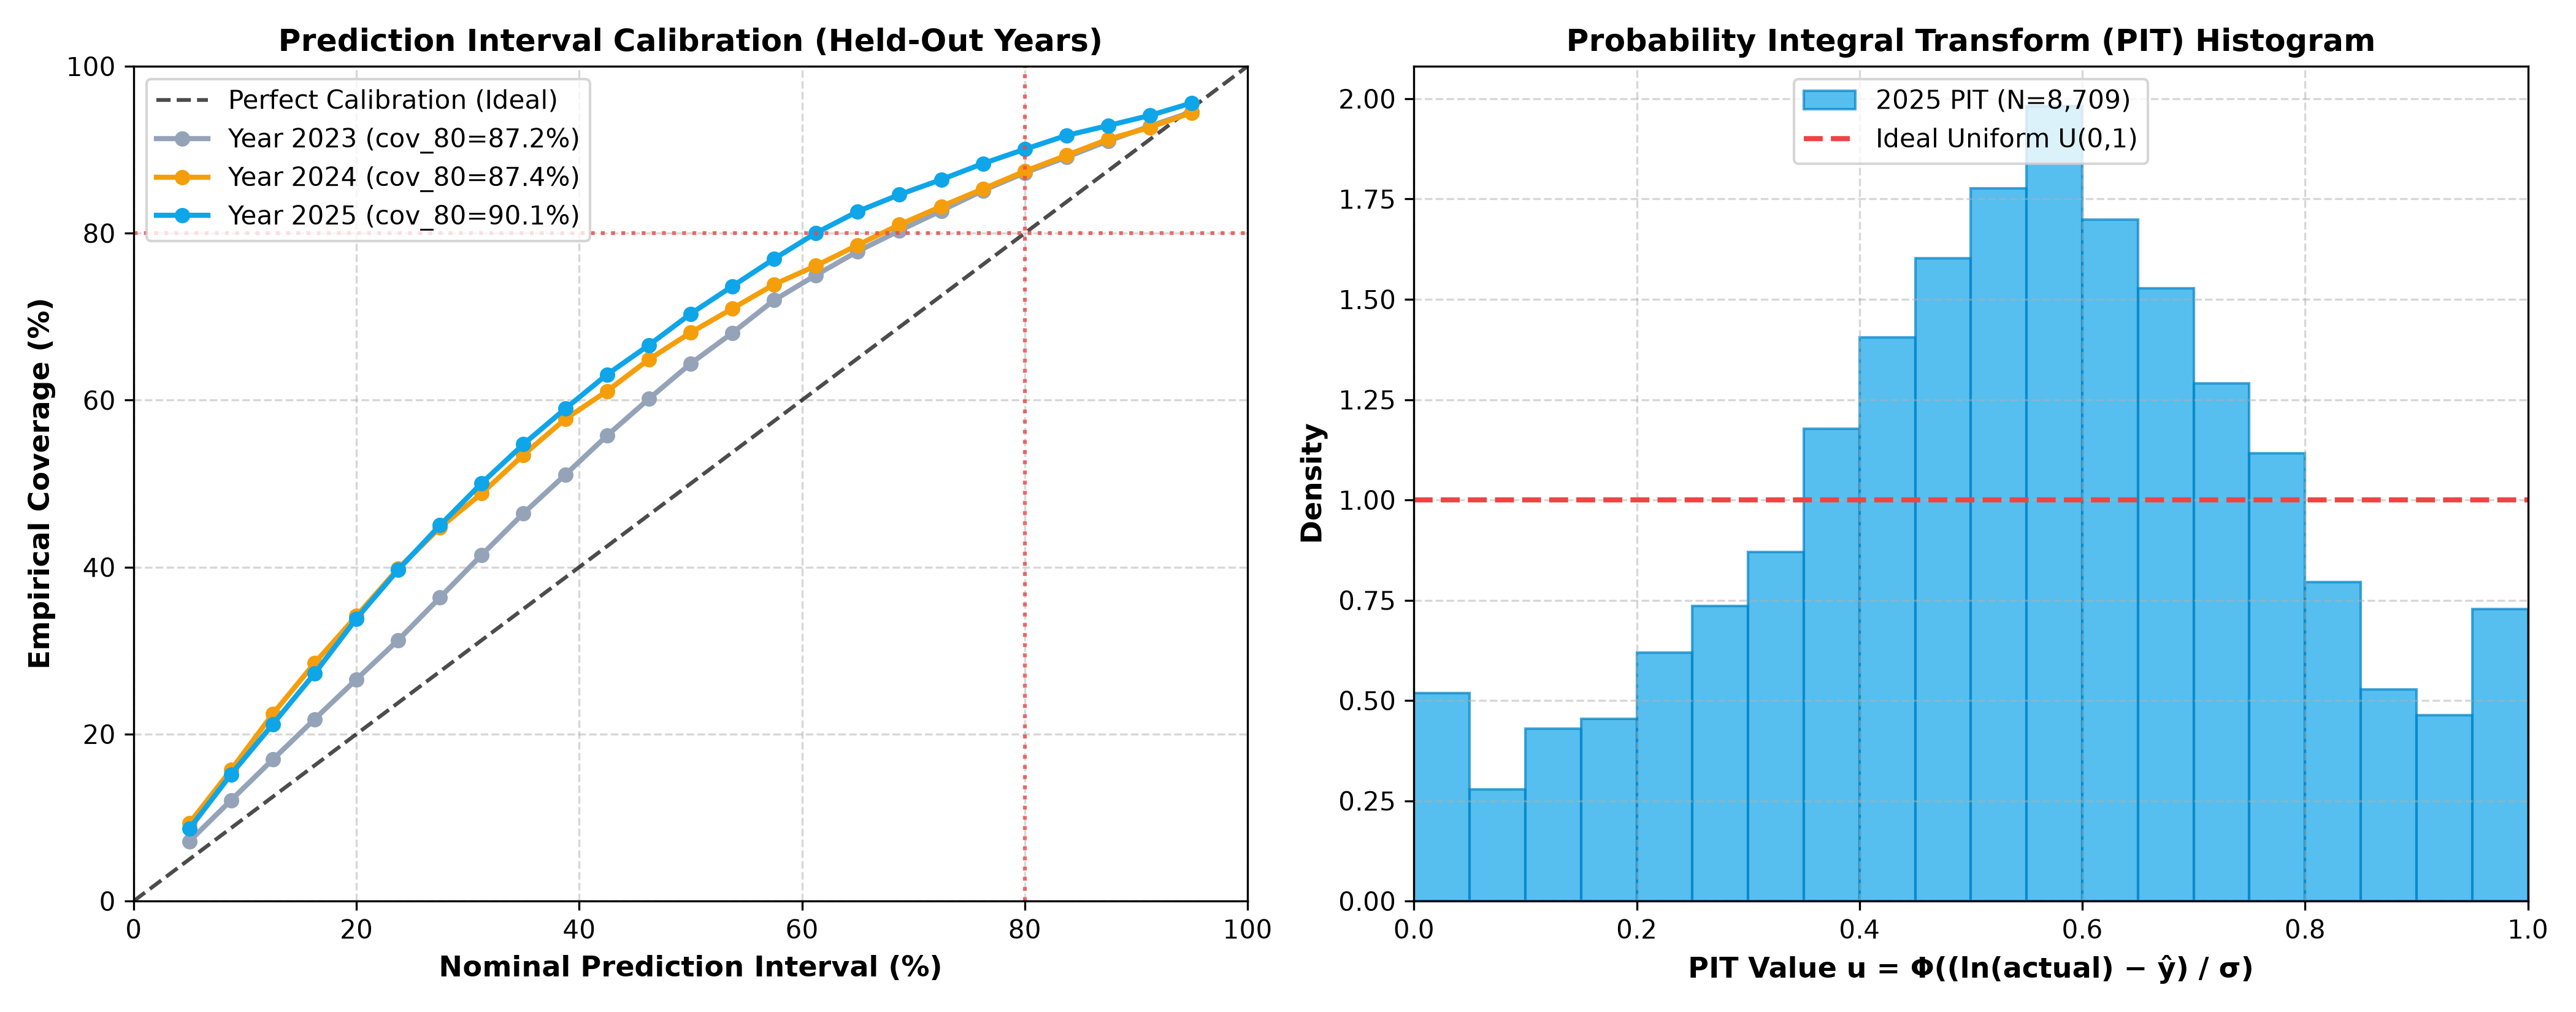 Prediction Interval Calibration (Held-Out Years)
Perfect Calibration (Ideal)
Year 2023 (cov_80=87.2%)
Year 2024 (cov_80=87.4%)
Year 2025 (cov_80=90.1%)
Empirical Coverage (%)
100
80
60
40
20
0
0 20 40 60 80 100
Nominal Prediction Interval (%)
Probability Integral Transform (PIT) Histogram
2025 PIT (N=8,709)
Ideal Uniform U(0,1)
Density
2.00
1.75
1.50
1.25
1.00
0.75
0.50
0.25
0.00
0.0 0.2 0.4 0.6 0.8 1.0
PIT Value u = Φ((ln(actual) − ŷ) / σ)